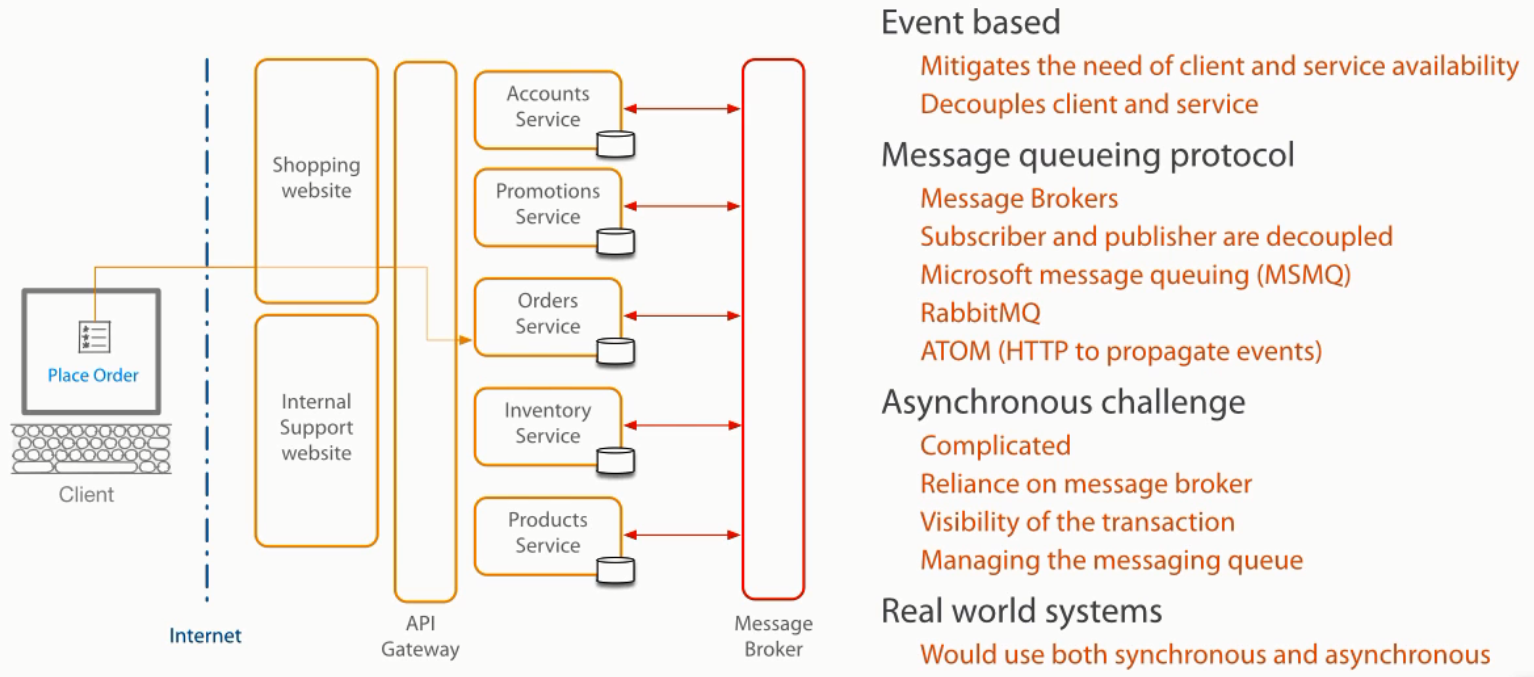 Accounts
Service
Promotions
Service
Shopping
website
Orders
Service
Place Order
Internal
Support
website
Inventory
Service
Client
Products
Service
Internet
API
Gateway
Message
Broker
Event based
Mitigates the need of client and service availability
Decouples client and service
Message queueing protocol
Message Brokers
Subscriber and publisher are decoupled
Microsoft message queuing (MSMQ)
RabbitMQ
ATOM (HTTP to propagate events)
Asynchronous challenge
Complicated
Reliance on message broker
Visibility of the transaction
Managing the messaging queue
Real world systems
Would use both synchronous and asynchronous